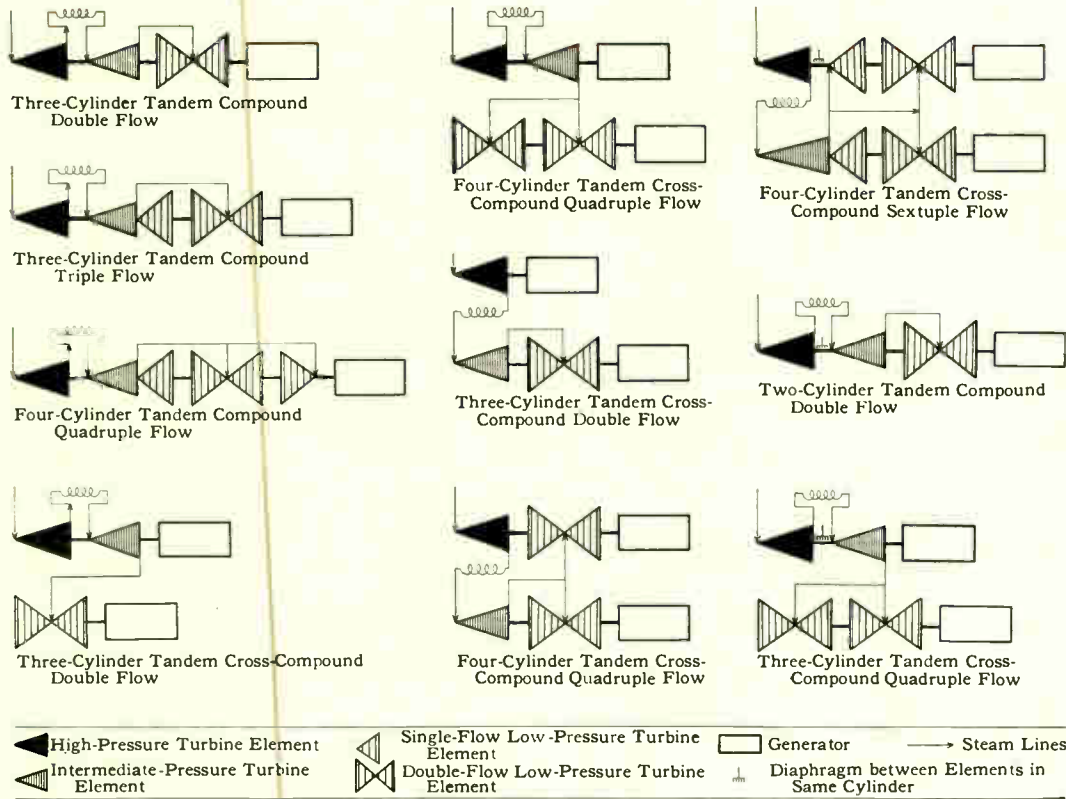 Three-Cylinder Tandem Compound
Double Flow
Three-Cylinder Tandem Compound
Triple Flow
Four-Cylinder Tandem Compound
Quadruple Flow
Three-Cylinder Tandem Cross-Compound
Double Flow
Four-Cylinder Tandem Cross-
Compound Quadruple Flow
Three-Cylinder Tandem Cross-
Compound Double Flow
Four-Cylinder Tandem Cross-
Compound Quadruple Flow
Four-Cylinder Tandem Cross-
Compound Sextuple Flow
Two-Cylinder Tandem Compound
Double Flow
Three-Cylinder Tandem Cross-
Compound Quadruple Flow
High-Pressure Turbine Element
Intermediate-Pressure Turbine
Element
Single-Flow Low-Pressure Turbine
Element
Double-Flow Low-Pressure Turbine
Element
Generator
Steam Lines
Diaphragm between Elements in
Same Cylinder